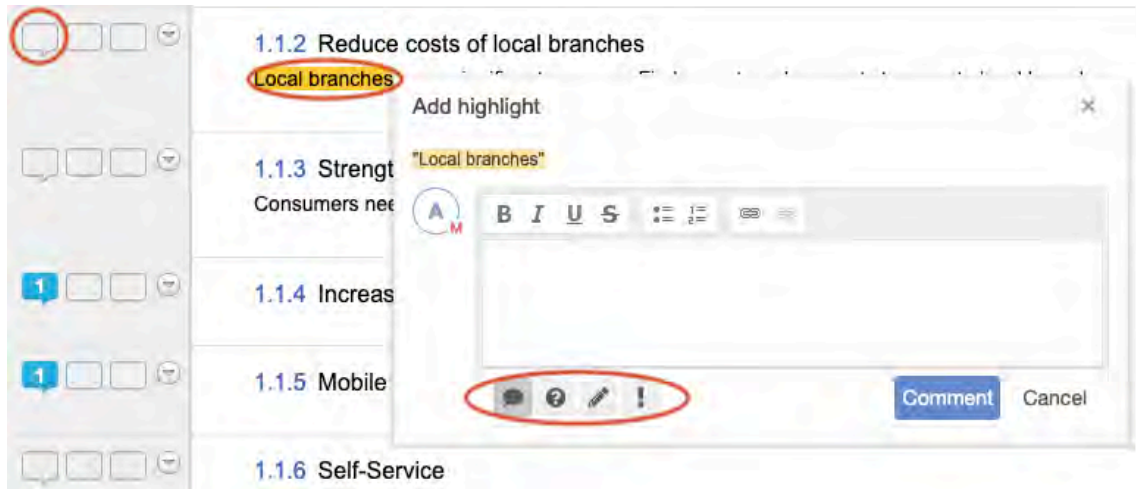 1.1.2 Reduce costs of local branches
Local branches
Add highlight
"Local branches"
1.1.3 Strengt
Consumers nee
A M
B I U S
1 1.1.4 Increas
1 1.1.5 Mobile
Comment Cancel
1.1.6 Self-Service